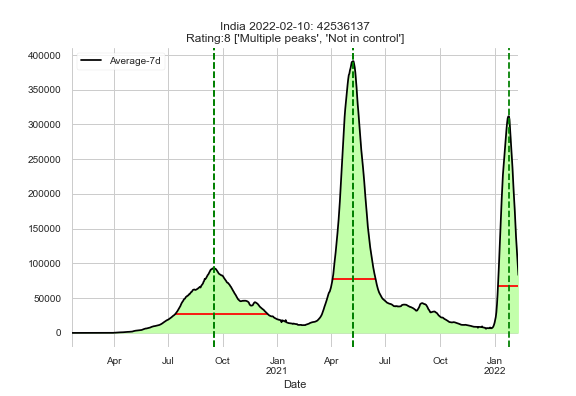 India 2022-02-10: 42536137
Rating:8 ['Multiple peaks', 'Not in control']
Average-7d
400000
350000
300000
250000
200000
150000
100000
50000
0
Apr Jul Oct Jan Apr Jul Oct Jan
2021 2022
Date